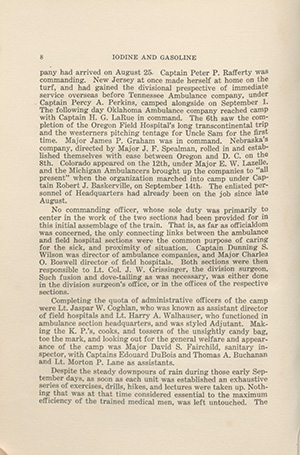 8 IODINE AND GASOLINE
pany had arrived on August 25. Captain Peter P. Rafferty was
commanding. New Jersey at once made herself at home on the
turf, and had gained the divisional prespective of immediate
service overseas before Tennessee Ambulance company, under
Captain Percy A. Perkins, camped alongside on September 1.
The following day Oklahoma Ambulance company reached camp
with Captain H. G. LaRue in command. The 6th saw the com-
pletion of the Oregon Field Hospital's long transcontinental trip
and the westerners pitching tentage for Uncle Sam for the first
time. Major James P. Graham was in command. Nebraska's
company, directed by Major J. F. Spealman, rolled in and estab-
lished themselves with ease between Oregon and D. C. on the
8th. Colorado appeared on the 12th, under Major E. W. Lazelle,
and the Michigan Ambulancers brought up the companies to "all
present" when the organization marched into camp under Cap-
tain Robert J. Baskerville, on September 14th. The enlisted per-
sonnel of Headquarters had already been on the job since late
August.
No commanding officer, whose sole duty was primarily to
center in the work of the two sections had been provided for in
this initial assemblage of the train. That is, as far as officialdom
was concerned, the only connecting links between the ambulance
and field hospital sections were the common purpose of caring
for the sick, and proximity of situation. Captain Dunning S.
Wilson was director of ambulance companies, and Major Charles
O. Boswell director of field hospitals. Both sections were then
responsible to Lt. Col. J. W. Grissinger, the division surgeon,
Such fusion and dove-tailing as was necessary, was either done
in the division surgeon's office, or in the offices of the respective
sections.
Completing the quota of administrative officers of the camp
were Lt. Jaspar W. Coghlan, who was known as assistant director
of field hospitals and Lt. Harry A. Walhauser, who functioned in
ambulance section headquarters, and was styled Adjutant. Mak-
ing the K. P.'s, cooks, and tossors of the unsightly candy bag,
toe the mark, and looking out for the general welfare and appear-
ance of the camp was Major David S. Fairchild, sanitary in-
spector, with Captains Edouard DuBois and Thomas A. Buchanan
and Lt. Morton P. Lane as assistants.
Despite the steady downpours of rain during those early Sep-
tember days, as soon as each unit was established an exhaustive
series of exercises, drills, hikes, and lectures were taken up. Noth-
ing that was at that time considered essential to the maximum
efficiency of the trained medical men, was left untouched. The